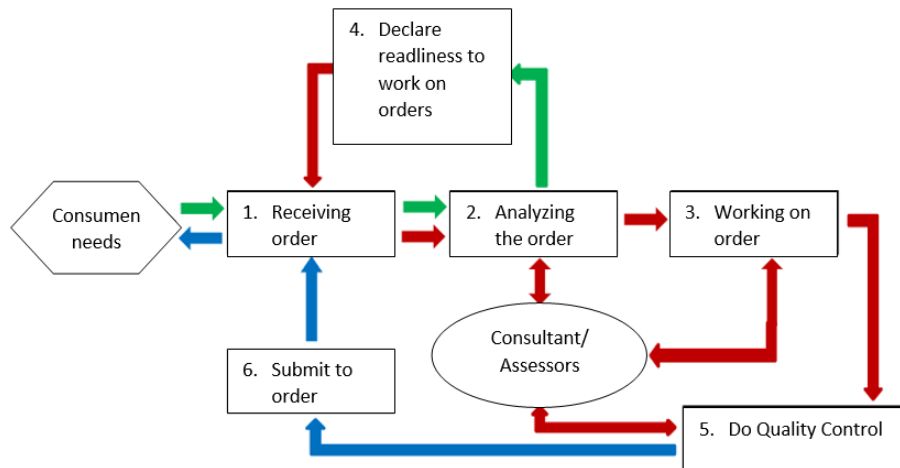 4. Declare
readliness to
work on
orders
Consumen
needs
1. Receiving
order
2. Analyzing
the order
3. Working on
order
Consultant/
Assessors
6. Submit to
order
5. Do Quality Control